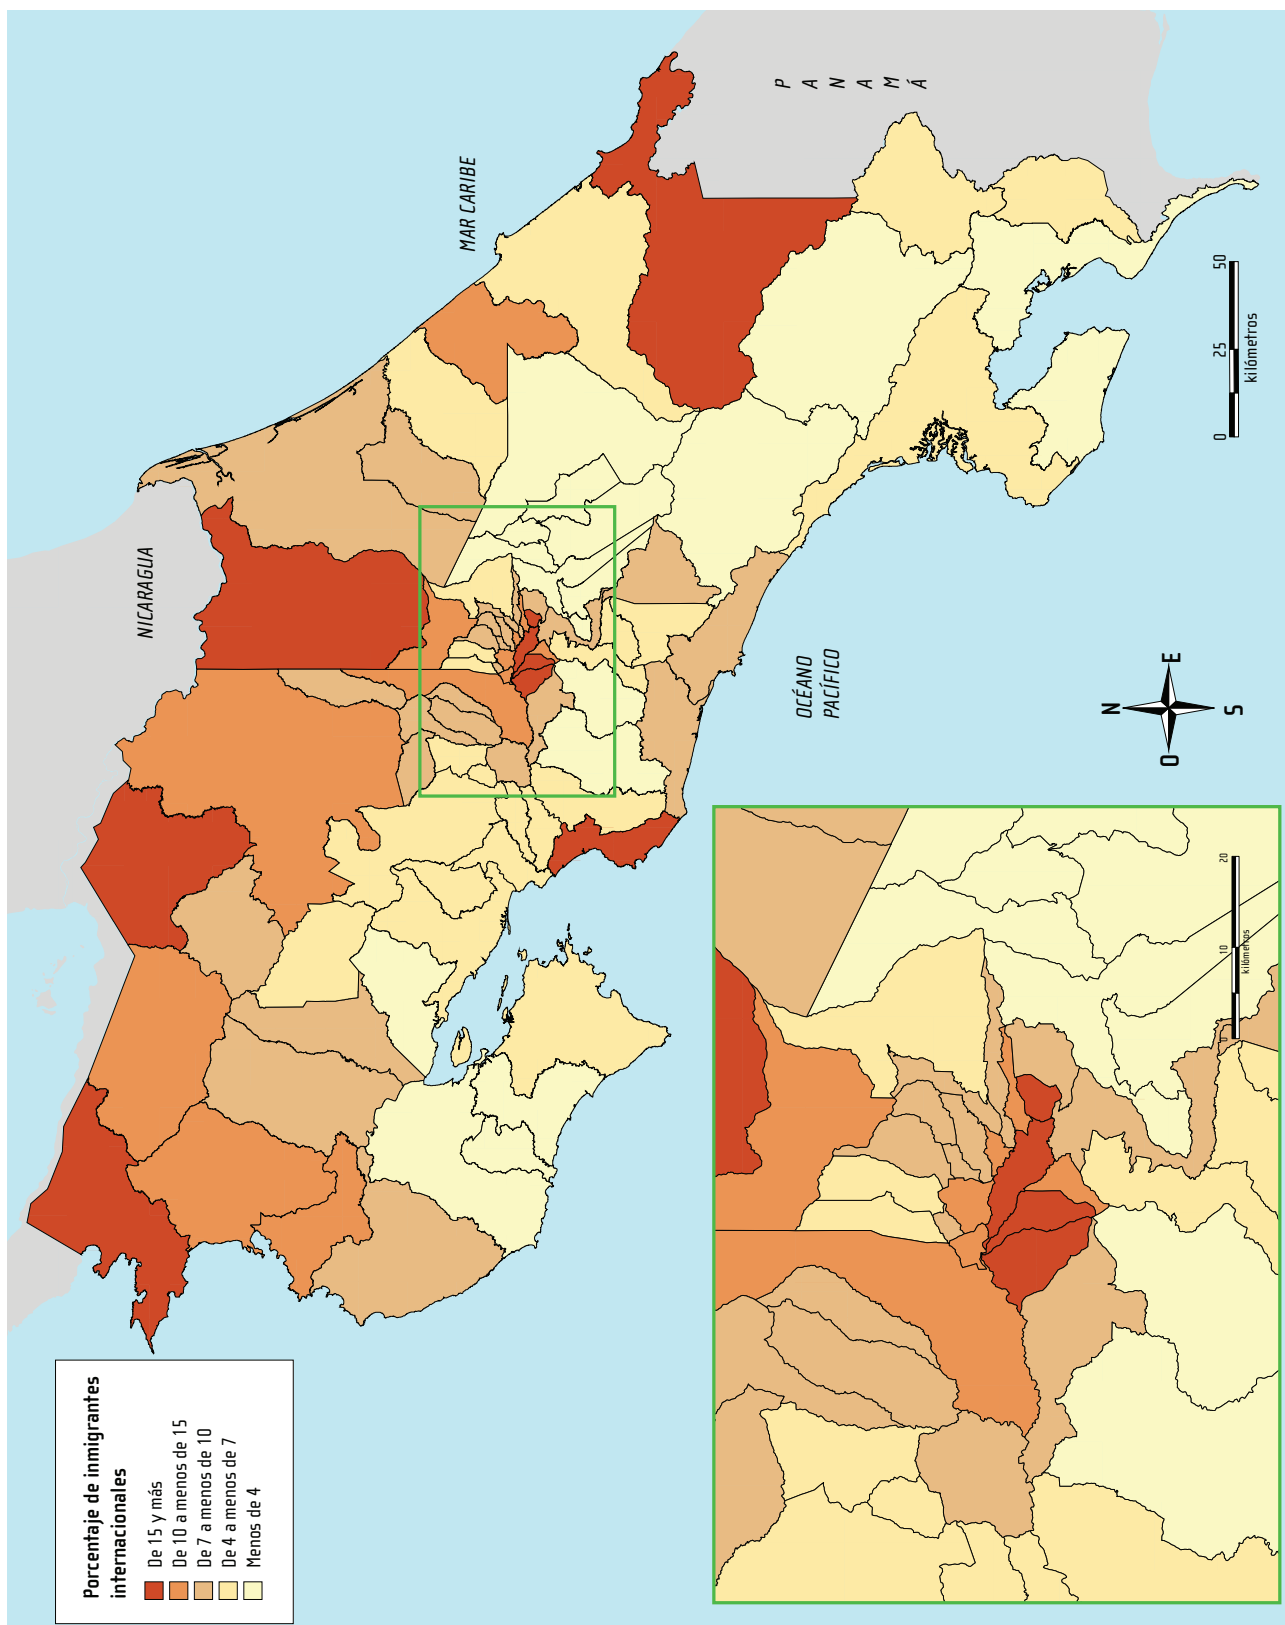 PANAMÁ
MAR CARIBE
NICARAGUA
OCÉANO
PACÍFICO
0 25 50
kilómetros
N
O E
S
Porcentaje de inmigrantes
internacionales
De 15 y más
De 10 a menos de 15
De 7 a menos de 10
De 4 a menos de 7
Menos de 4
0 10 20
kilómetros